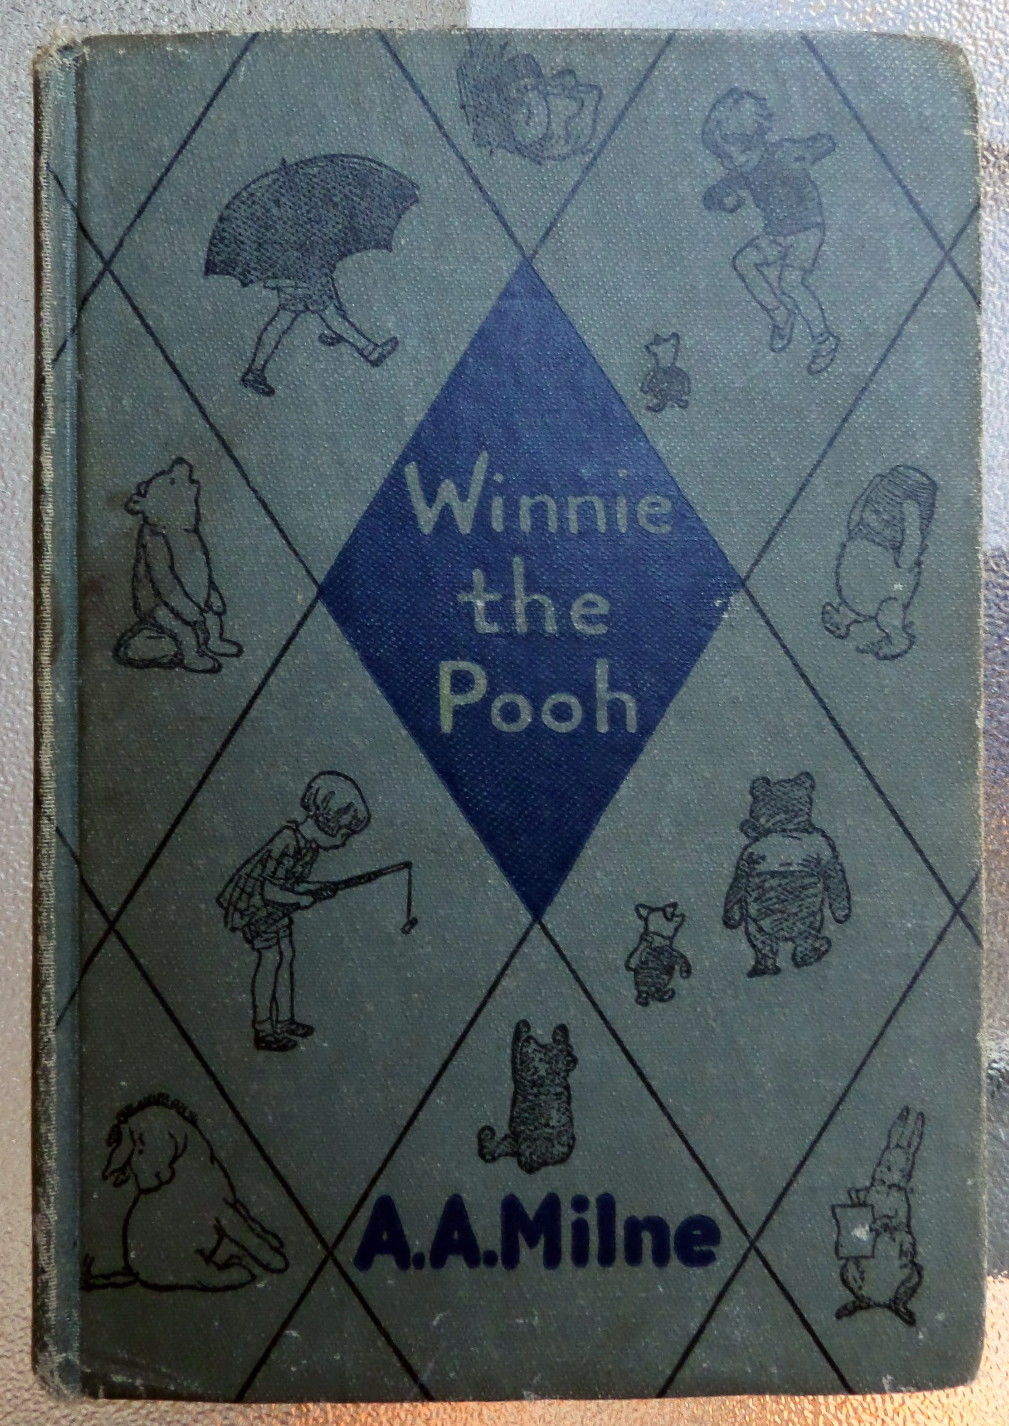 Winnie
the
Pooh
A.A.Milne